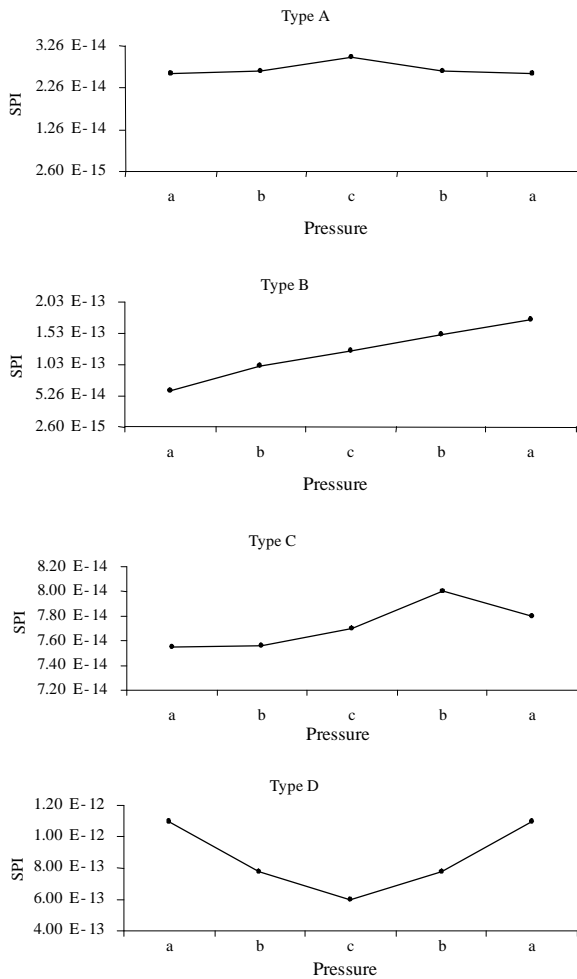 Type A
SPI
3.26 E-14
2.26 E-14
1.26 E-14
2.60 E-15
a b c b a
Pressure
Type B
SPI
2.03 E-13
1.53 E-13
1.03 E-13
5.26 E-14
2.60 E-15
a b c b a
Pressure
Type C
SPI
8.20 E-14
8.00 E-14
7.80 E-14
7.60 E-14
7.40 E-14
7.20 E-14
a b c b a
Pressure
Type D
SPI
1.20 E-12
1.00 E-12
8.00 E-13
6.00 E-13
4.00 E-13
a b c b a
Pressure